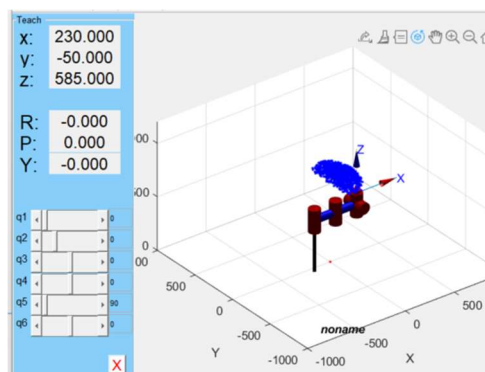 Teach
x: 230.000
y: -50.000
z: 585.000
R: -0.000
P: 0.000
Y: -0.000
q1 0
q2 0
q3 0
q4 0
q5 90
q6 0
X
00
500
0
00
500
0
-500
-1000
Y
-1000
-500
0
500
X
noname
Z
X